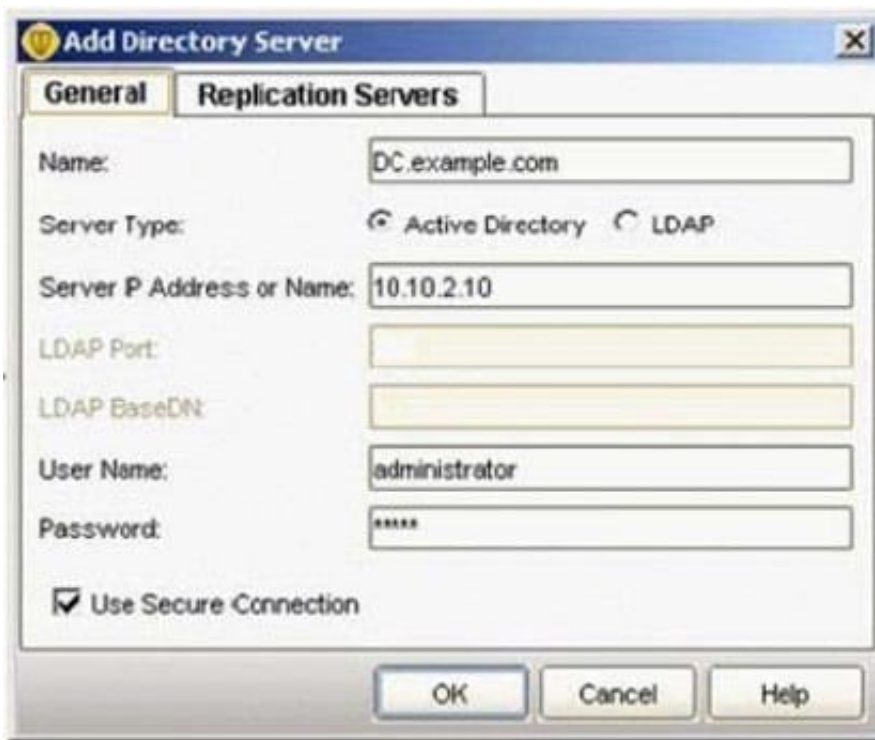 Add Directory Server
General Replication Servers
Name: DC.example.com
Server Type: Active Directory LDAP
Server IP Address or Name: 10.10.2.10
LDAP Port:
LDAP BaseDN:
User Name: administrator
Password: *****
Use Secure Connection
OK Cancel Help